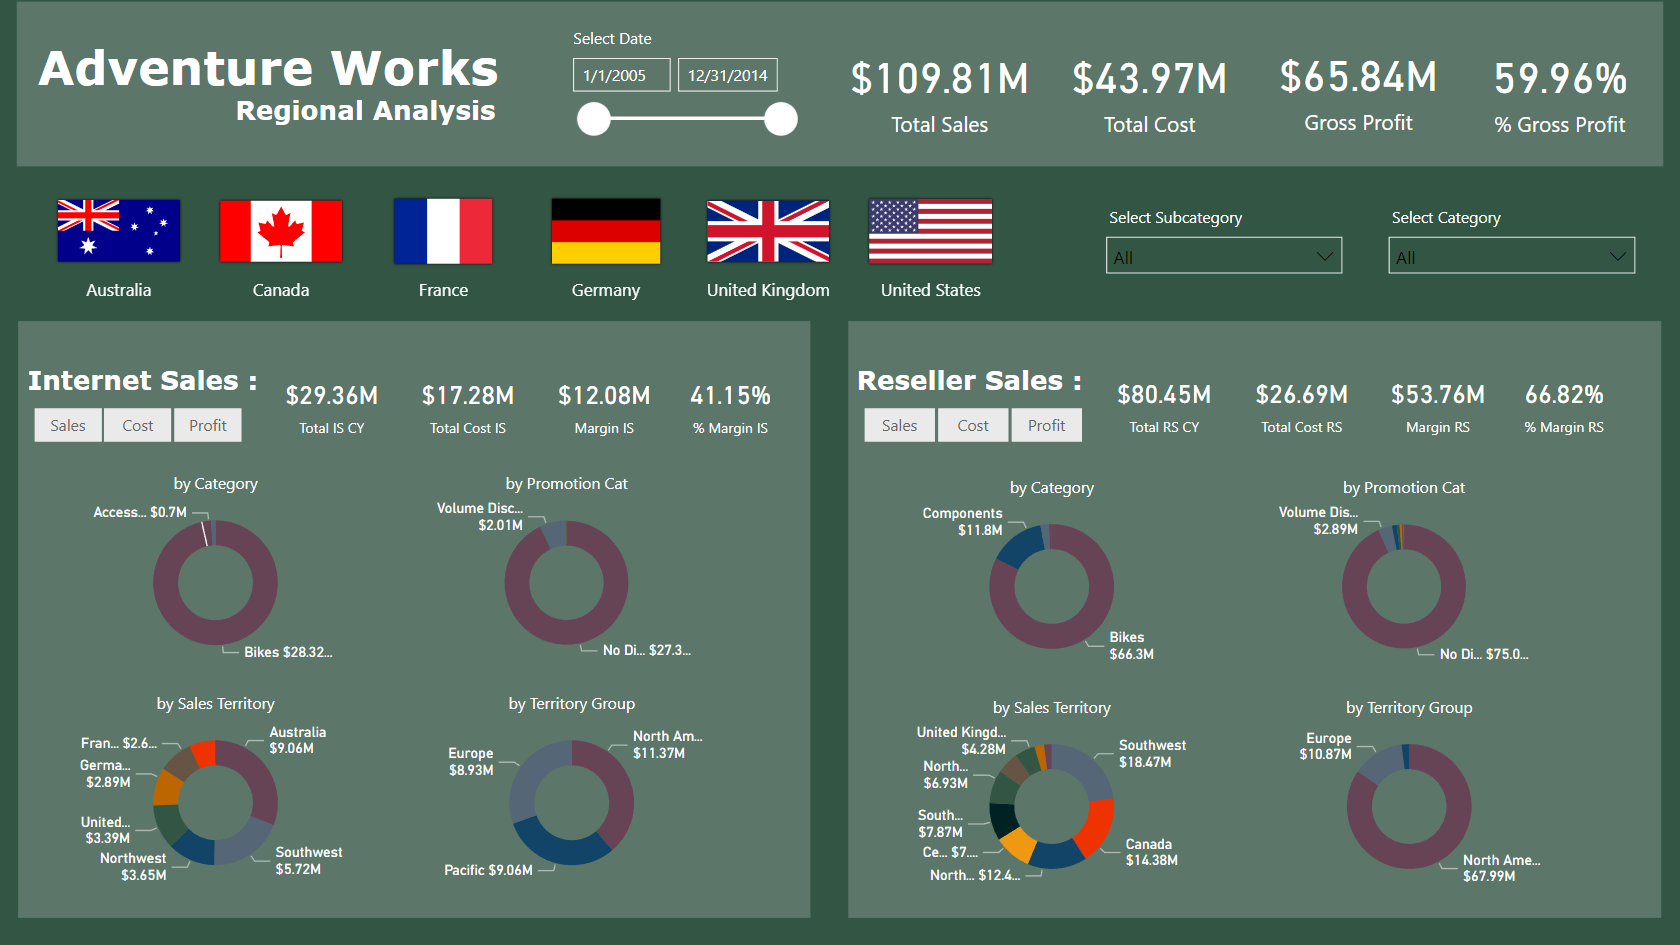 Adventure Works
Regional Analysis
Select Date
1/1/2005
12/31/2014
$109.81M
Total Sales
$43.97M
Total Cost
$65.84M
Gross Profit
59.96%
% Gross Profit
Australia
Canada
France
Germany
United Kingdom
United States
Select Subcategory
All
Select Category
All
Internet Sales :
Sales
Cost
Profit
$29.36M
Total IS CY
$17.28M
Total Cost IS
$12.08M
Margin IS
41.15%
% Margin IS
by Category
Access... $0.7M
Bikes $28.32...
by Promotion Cat
Volume Disc...
$2.01M
No Di... $27.3...
by Sales Territory
Australia
$9.06M
Fran... $2.6...
Germa...
$2.89M
United...
$3.39M
Northwest
$3.65M
Southwest
$5.72M
by Territory Group
North Am...
$11.37M
Europe
$8.93M
Pacific $9.06M
Reseller Sales :
Sales
Cost
Profit
$80.45M
Total RS CY
$26.69M
Total Cost RS
$53.76M
Margin RS
66.82%
% Margin RS
by Category
Components
$11.8M
Bikes
$66.3M
by Promotion Cat
Volume Dis...
$2.89M
No Di... $75.0...
by Sales Territory
United Kingd...
$4.28M
Southwest
$18.47M
North...
$6.93M
South...
$7.87M
Ce... $7....
North... $12.4...
Canada
$14.38M
by Territory Group
Europe
$10.87M
North Ame...
$67.99M